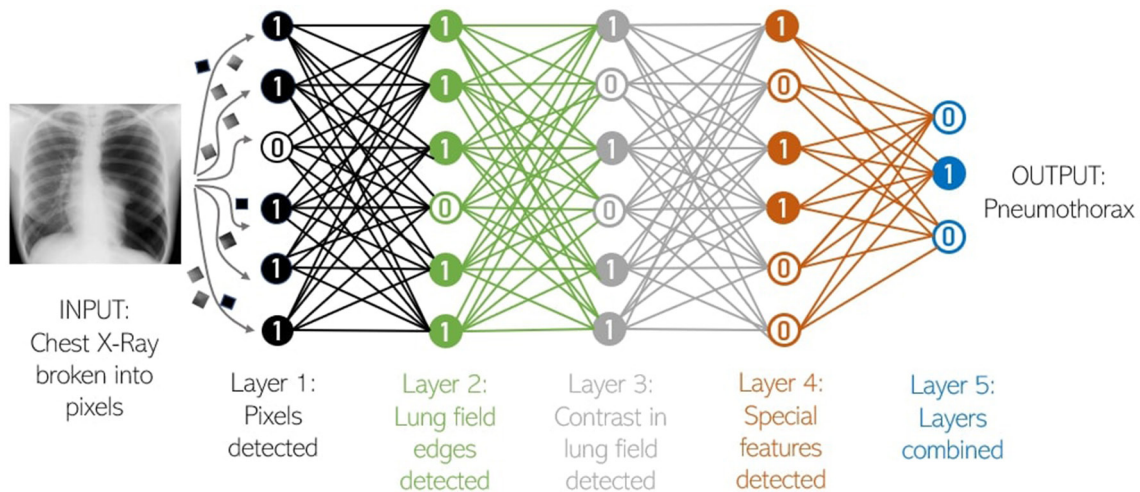 1 1 1 1
1 1 0 0
0
0 1 1 1
1
1 0 0 1
0
1 1 1 0
1 1 1 0
OUTPUT:
Pneumothorax
INPUT:
Chest X-Ray
broken into
pixels
Layer 1:
Pixels
detected
Layer 2:
Lung field
edges
detected
Layer 3:
Contrast in
lung field
detected
Layer 4:
Special
features
detected
Layer 5:
Layers
combined